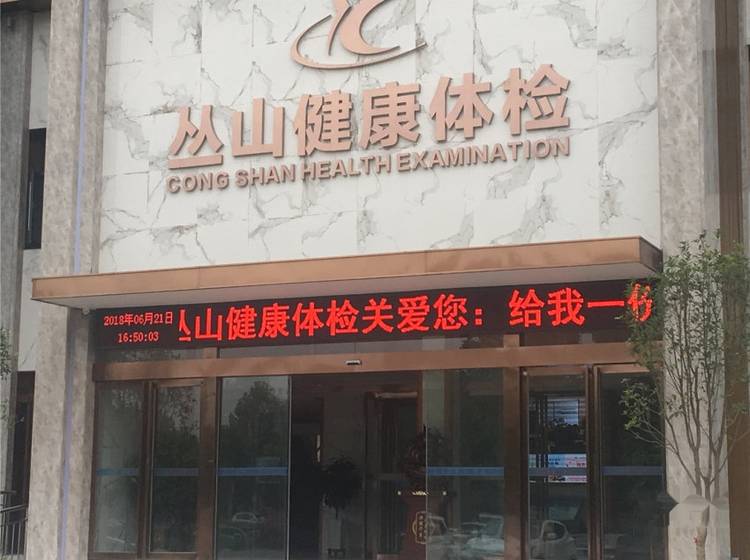 丛山健康体检
CONG SHAN HEALTH EXAMINATION
2018年06月21日
16:50:03
丛山健康体检关爱您：给我一份